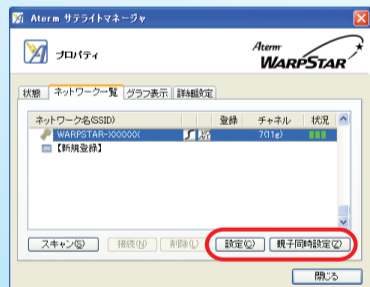 Aterm サテライトマネージャ
プロパティ
Aterm
WARPSTAR
状態 ネットワーク一覧 グラフ表示 詳細設定
ネットワーク名(SSID) 登録 チャネル 状況
WARPSTAR-XXXXXX 7(11g)
【新規登録】
スキャン(S) 接続(N) 削除(L) 設定(C) 親子同時設定(Z)
閉じる